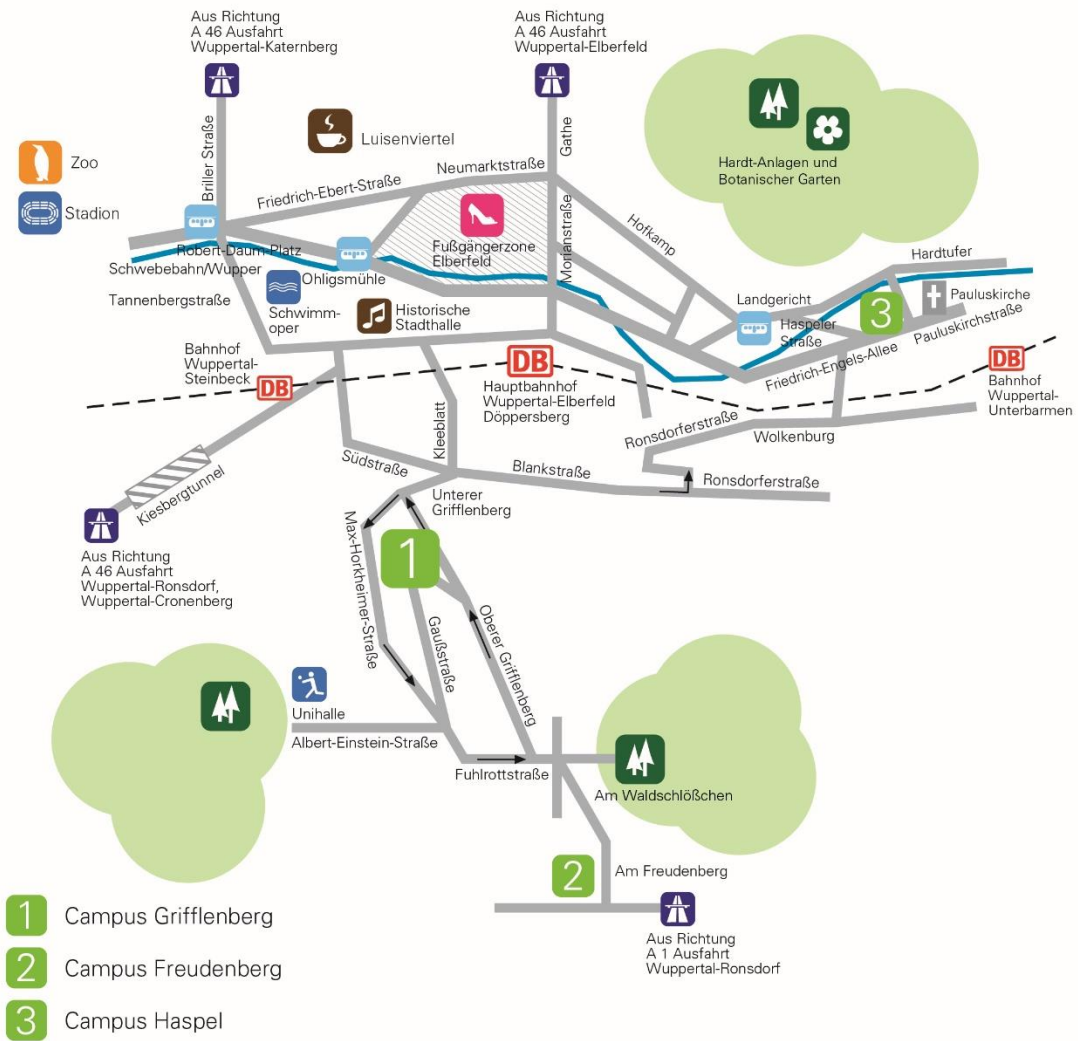 Aus Richtung
A 46 Ausfahrt
Wuppertal-Katernberg
Aus Richtung
A 46 Ausfahrt
Wuppertal-Elberfeld
Briller Straße
Luisenviertel
Gathe
Zoo
Stadion
Friedrich-Ebert-Straße
Neumarktstraße
Hardt-Anlagen und
Botanischer Garten
Hofkamp
Morianstraße
Fußgängerzone
Elberfeld
Robert-Daum-Platz
Schwebebahn/Wupper
Ohligsmühle
Hardtufer
Tannenbergstraße
Schwimm-
oper
Historische
Stadthalle
Landgericht
Haspeler
Straße
3
Pauluskirche
Pauluskirchstraße
Friedrich-Engels-Allee
Bahnhof
Wuppertal-
Steinbeck
DB
DB
Hauptbahnhof
Wuppertal-Elberfeld
Döppersberg
DB
Bahnhof
Wuppertal-
Unterbarmen
Kleeblatt
Ronsdorferstraße
Wolkenburg
Südstraße
Blankstraße
Ronsdorferstraße
Kiesbergtunnel
Unterer
Grifflenberg
Aus Richtung
A 46 Ausfahrt
Wuppertal-Ronsdorf,
Wuppertal-Cronenberg
1
Max-Horkheimer-Straße
Gaußstraße
Oberer Grifflenberg
Unihalle
Albert-Einstein-Straße
Fuhlrottstraße
Am Waldschlößchen
2
Am Freudenberg
Aus Richtung
A 1 Ausfahrt
Wuppertal-Ronsdorf
1 Campus Grifflenberg
2 Campus Freudenberg
3 Campus Haspel